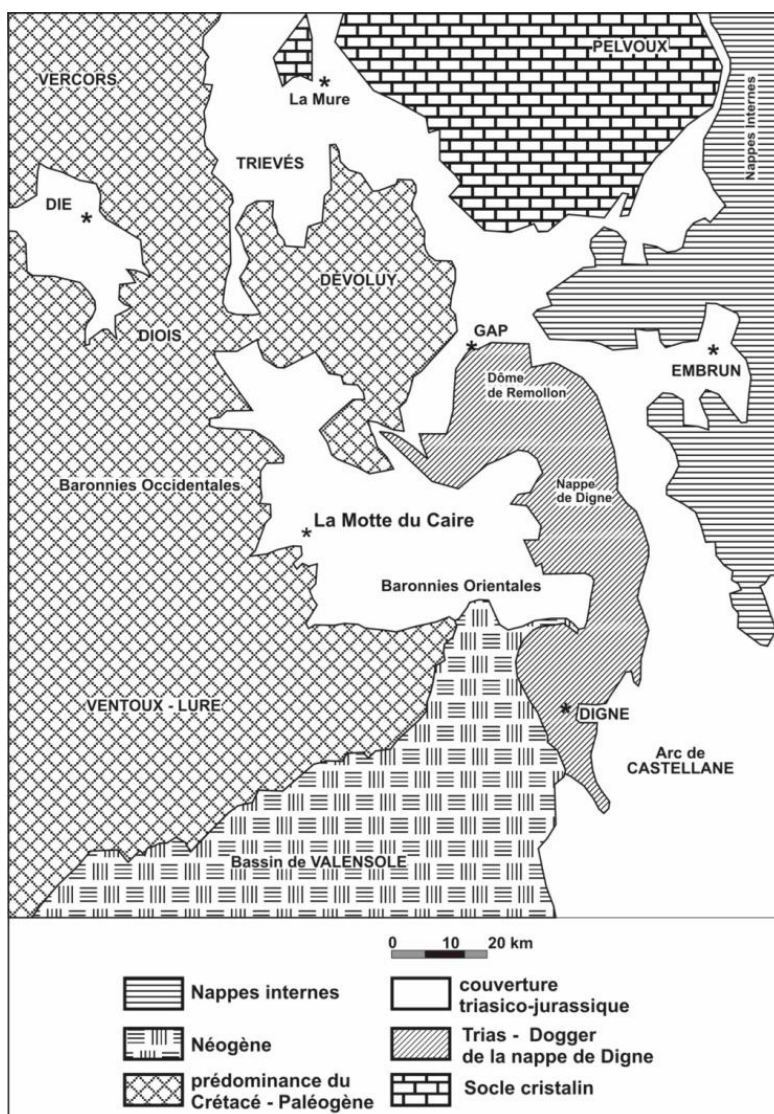 PELVOUX
VERCORS
La Mure
Nappes Internes
TRIEVÉS
DIE
DÉVOLUY
DIOIS
GAP
EMBRUN
Dôme
de Remollon
Baronnies Occidentales
Nappe
de Digne
La Motte du Caire
Baronnies Orientales
VENTOUX - LURE
DIGNE
Arc de
CASTELLANE
Bassin de VALENSOLE
0 10 20 km
Nappes internes
couverture
triasico-jurassique
Néogène
Trias - Dogger
de la nappe de Digne
prédominance du
Crétacé - Paléogène
Socle cristalin